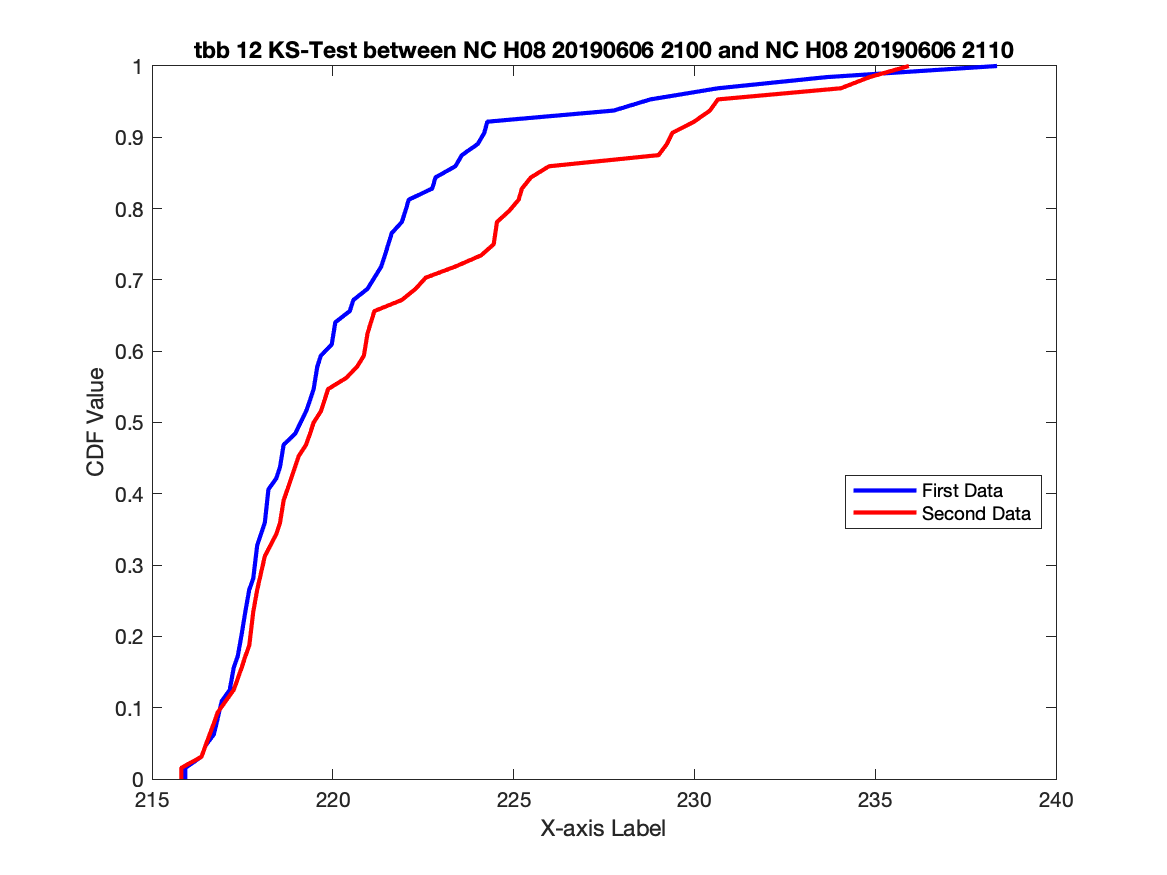 tbb 12 KS-Test between NC H08 20190606 2100 and NC H08 20190606 2110
1
0.9
0.8
0.7
0.6
0.5
0.4
0.3
0.2
0.1
0
CDF Value
First Data
Second Data
215 220 225 230 235 240
X-axis Label